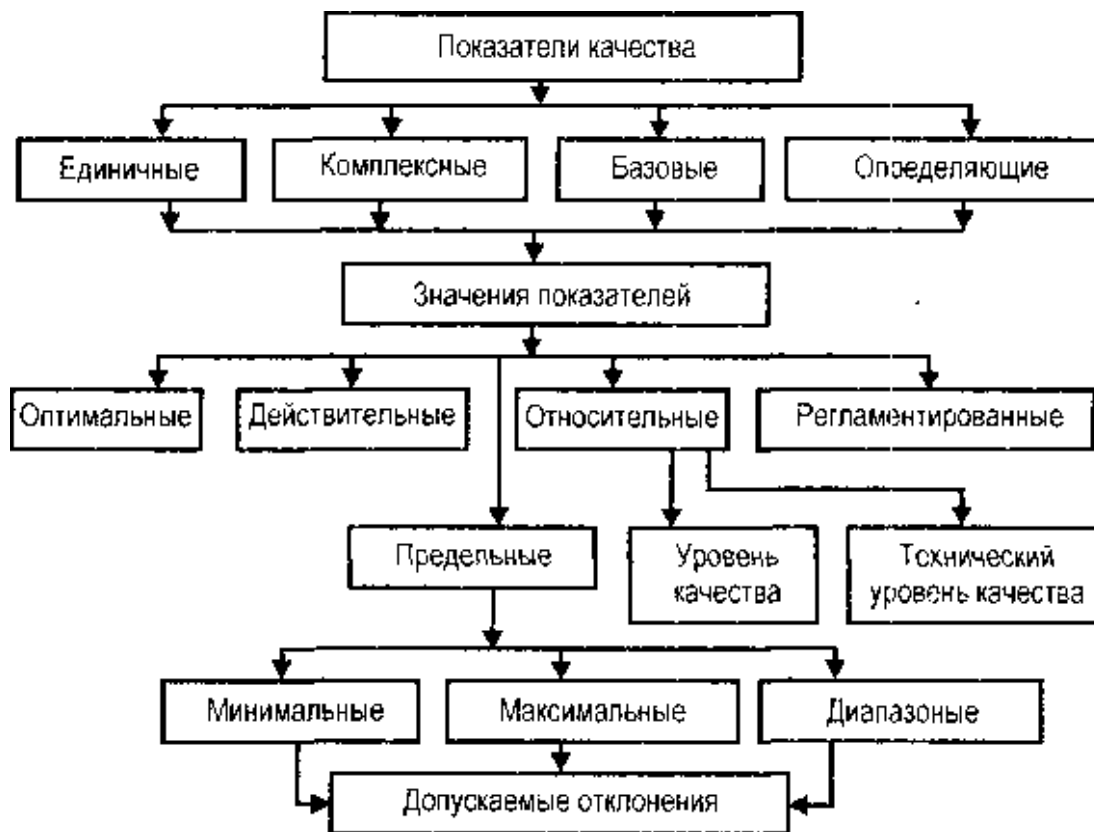 Показатели качества
Единичные
Комплексные
Базовые
Определяющие
Значения показателей
Оптимальные
Действительные
Относительные
Регламентированные
Предельные
Уровень
качества
Технический
уровень качества
Минимальные
Максимальные
Диапазоные
Допускаемые отклонения